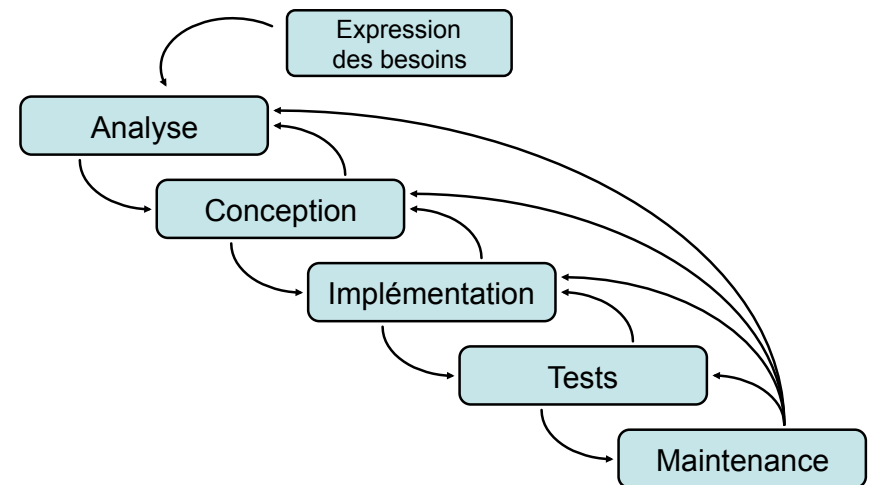 Expression
des besoins
Analyse
Conception
Implémentation
Tests
Maintenance